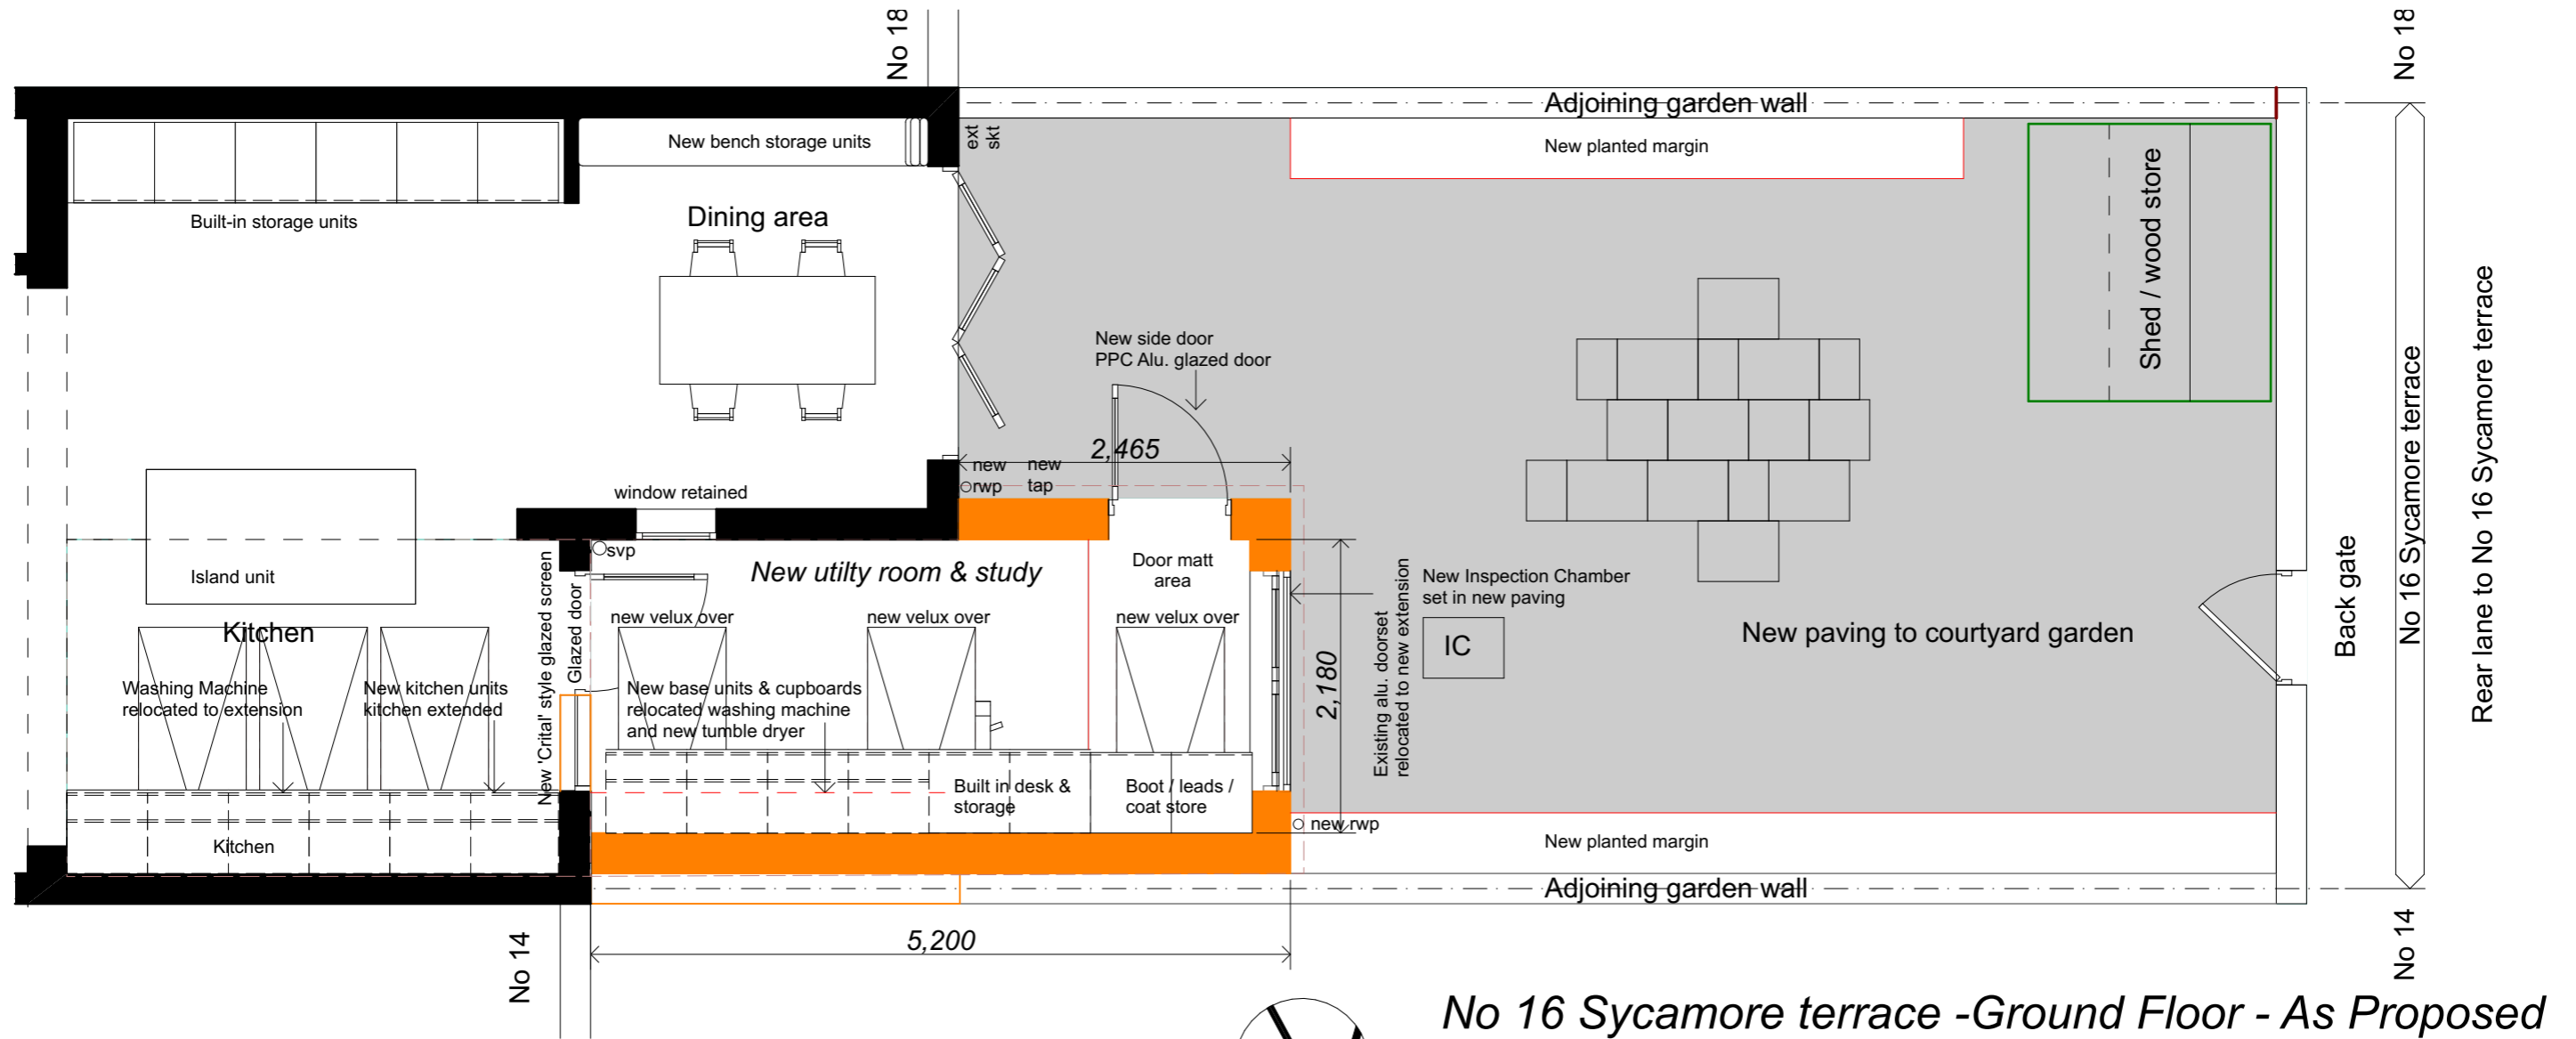 No 18
No 18
Adjoining garden wall
New bench storage units
ext
skt
New planted margin
Built-in storage units
Dining area
Shed / wood store
New side door
PPC Alu. glazed door
2,465
new
rwp
new
tap
window retained
svp
New utilty room & study
Door matt
area
Island unit
Kitchen
New 'Crital' style glazed screen
Glazed door
new velux over
new velux over
new velux over
Existing alu. doorset
relocated to new extension
New Inspection Chamber
set in new paving
IC
New paving to courtyard garden
Back gate
No 16 Sycamore terrace
Rear lane to No 16 Sycamore terrace
Washing Machine
relocated to extension
New kitchen units
kitchen extended
New base units & cupboards
relocated washing machine
and new tumble dryer
2,180
Built in desk &
storage
Boot / leads /
coat store
new rwp
Kitchen
New planted margin
Adjoining garden wall
No 14
5,200
No 14
No 16 Sycamore terrace -Ground Floor - As Proposed